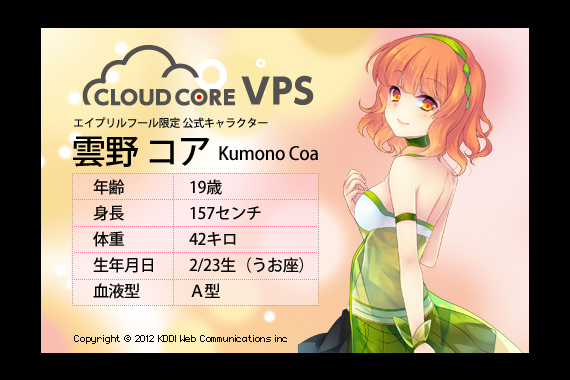 CLOUD CORE VPS
エイプリルフール限定 公式キャラクター
雲野 コア Kumono Coa
年齢 19歳
身長 157センチ
体重 42キロ
生年月日 2/23生（うお座）
血液型 A型
Copyright © 2012 KDDI Web Communications inc